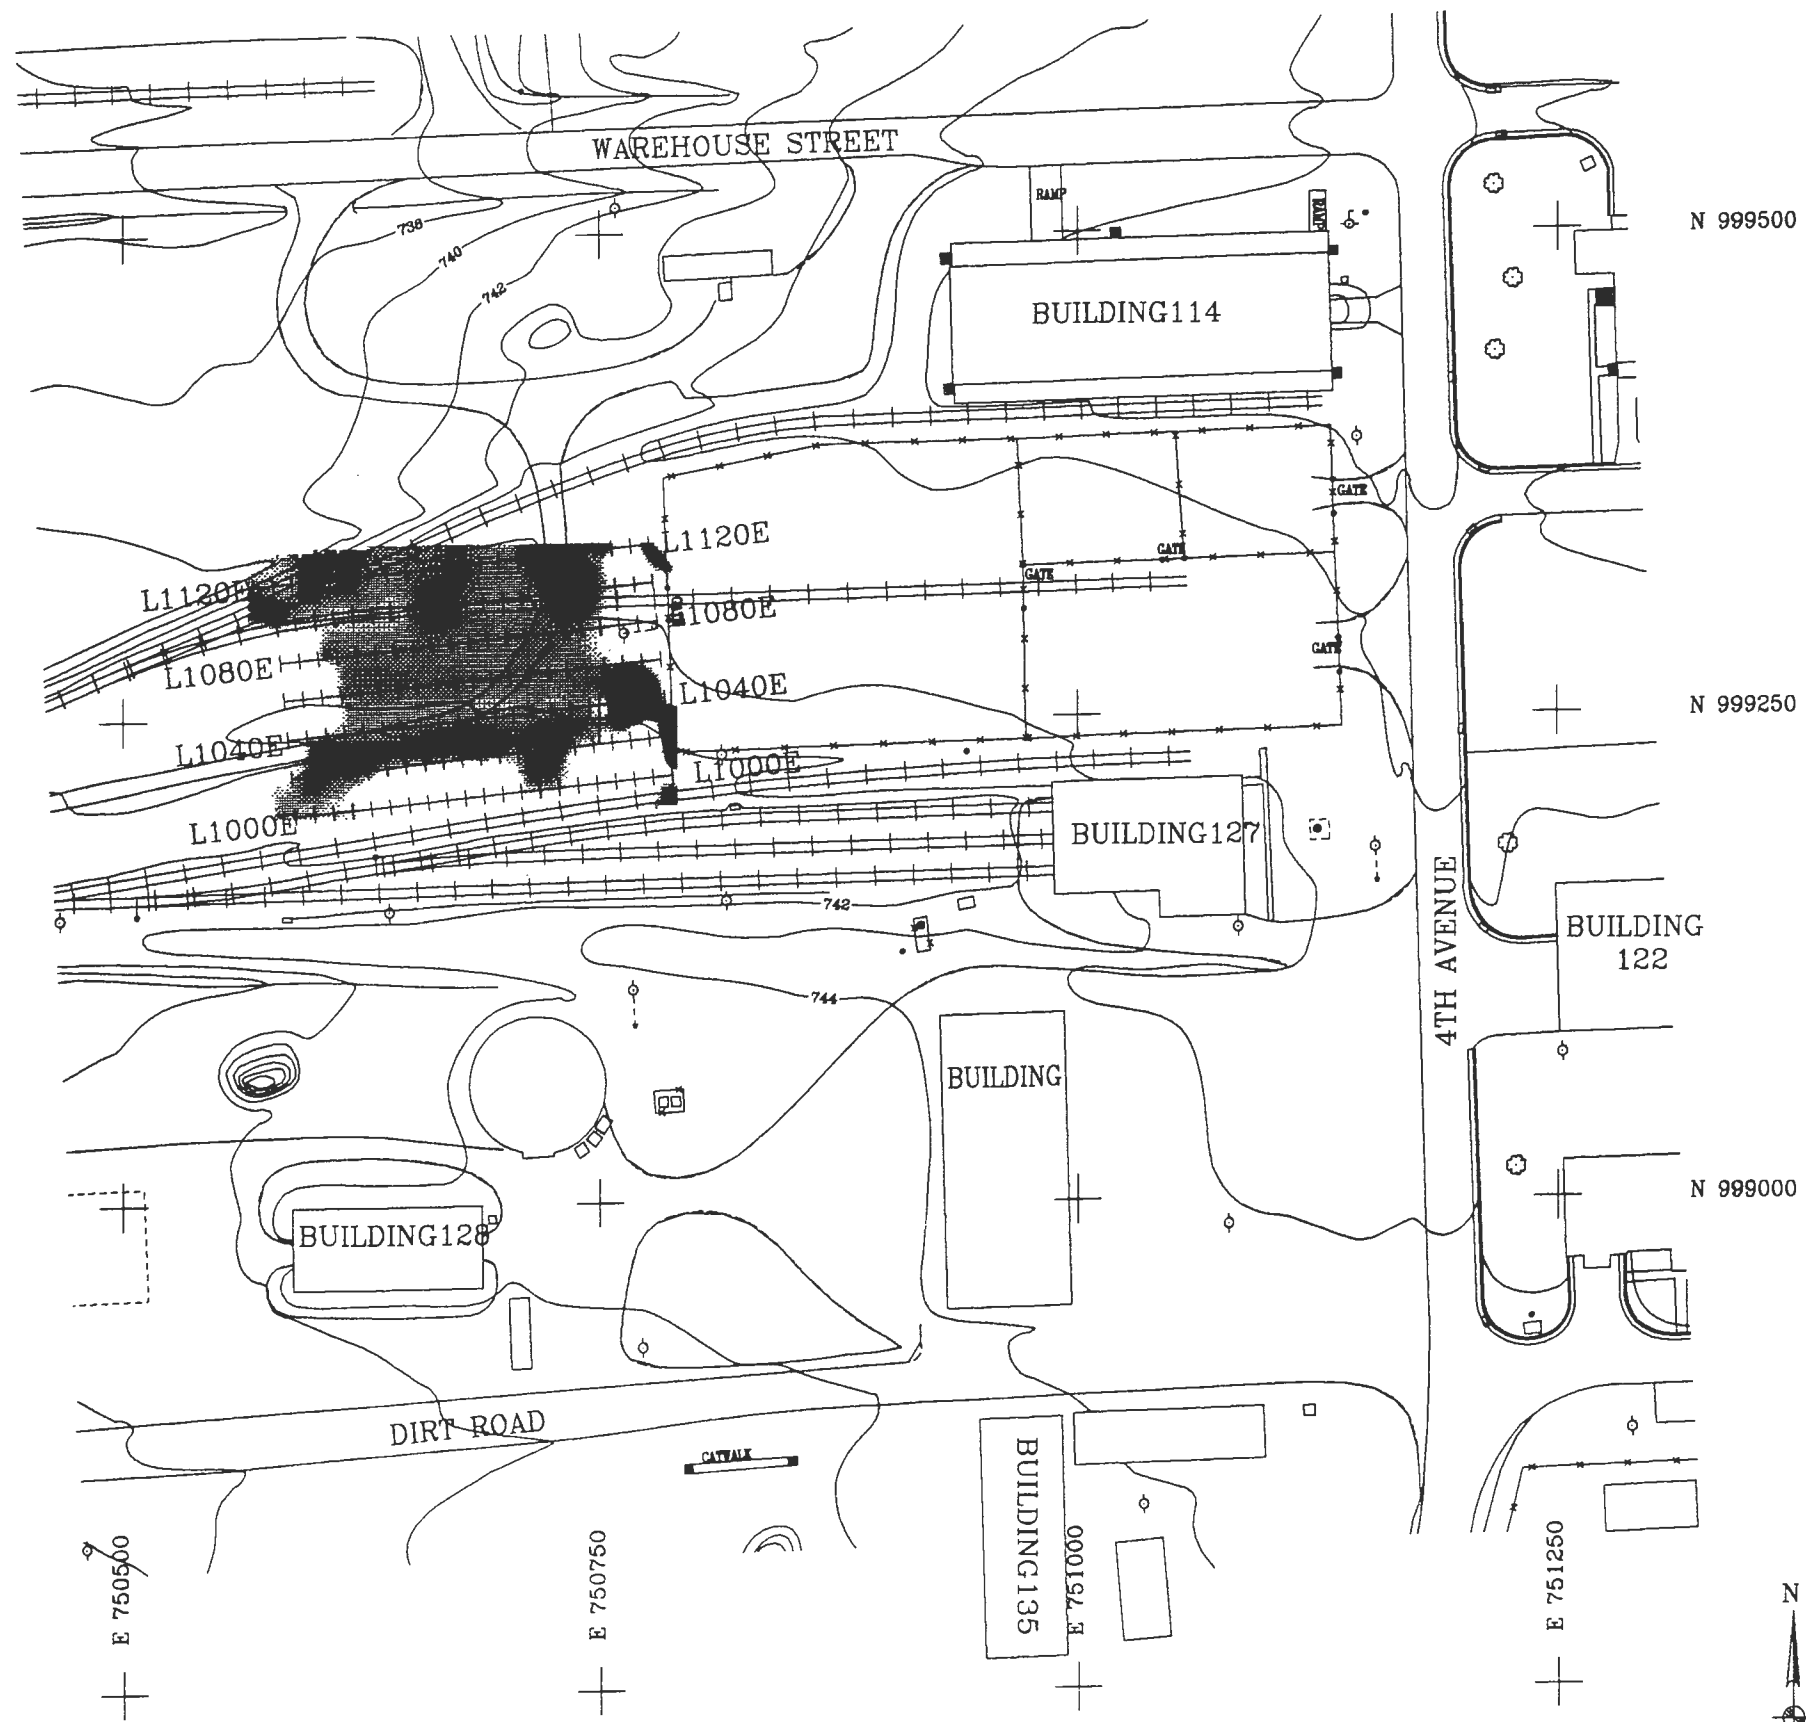 WAREHOUSE STREET
RAMP
RAMP
N 999500
738
740
742
BUILDING114
GATE
L1120E
GATE
GATE
L1120E
L1080E
GATE
L1080E
L1040E
N 999250
L1040E
L1000E
L1000E
BUILDING127
742
4TH AVENUE
BUILDING
122
744
BUILDING
N 999000
BUILDING128
DIRT ROAD
CATWALK
BUILDING135
E 750500
E 750750
E 751000
E 751250
N